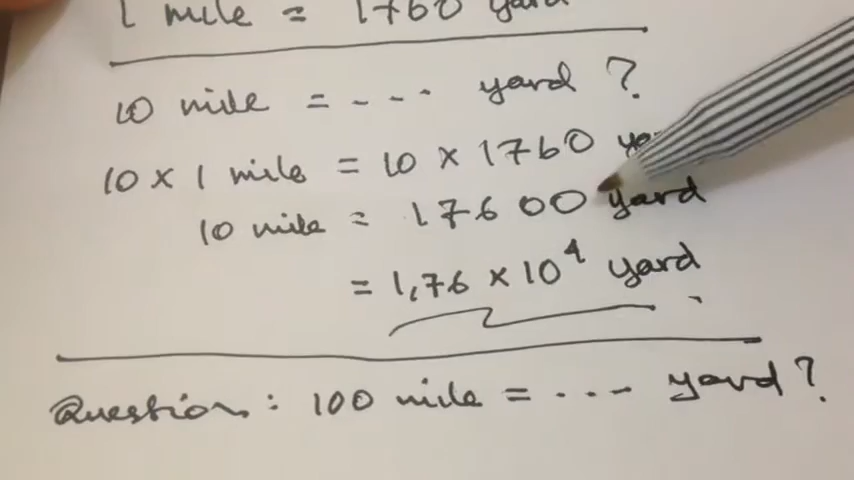 1 mile = 1760 yard
10 mile = --- yard ?
10 × 1 mile = 10 × 1760
10 mile = 17600 yard
= 1,76 × 10⁴ yard
Question : 100 mile = ... yard ?